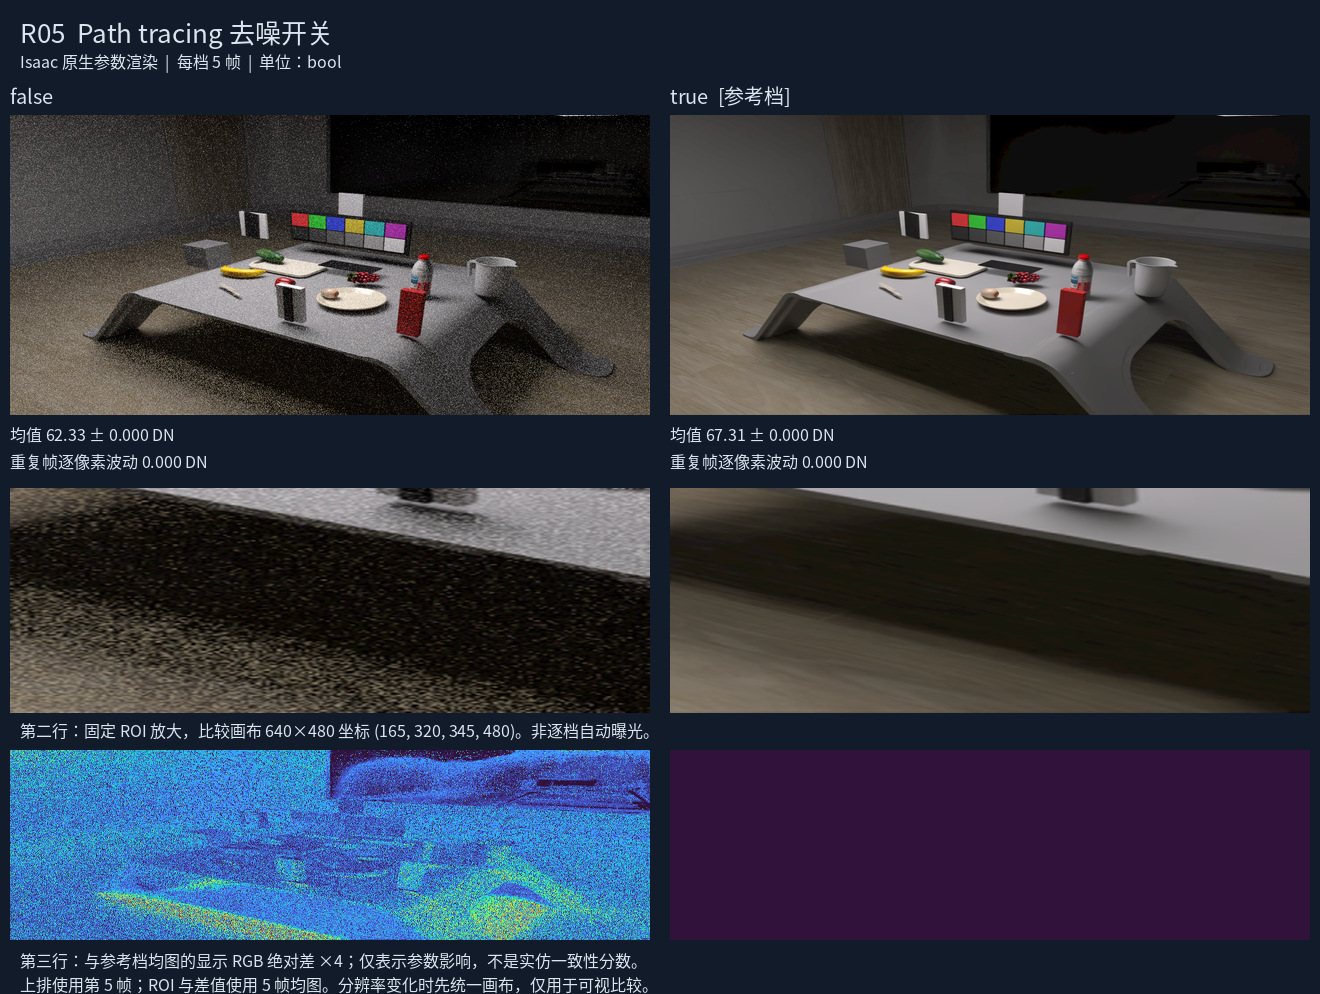 R05 Path tracing 去噪开关
Isaac 原生参数渲染 | 每档 5 帧 | 单位：bool
false
true [参考档]
均值 62.33 ± 0.000 DN
重复帧逐像素波动 0.000 DN
均值 67.31 ± 0.000 DN
重复帧逐像素波动 0.000 DN
第二行：固定 ROI 放大，比较画布 640×480 坐标 (165, 320, 345, 480)。非逐档自动曝光。
第三行：与参考档均图的显示 RGB 绝对差 ×4；仅表示参数影响，不是实仿一致性分数。
上排使用第 5 帧；ROI 与差值使用 5 帧均图。分辨率变化时先统一画布，仅用于可视比较。